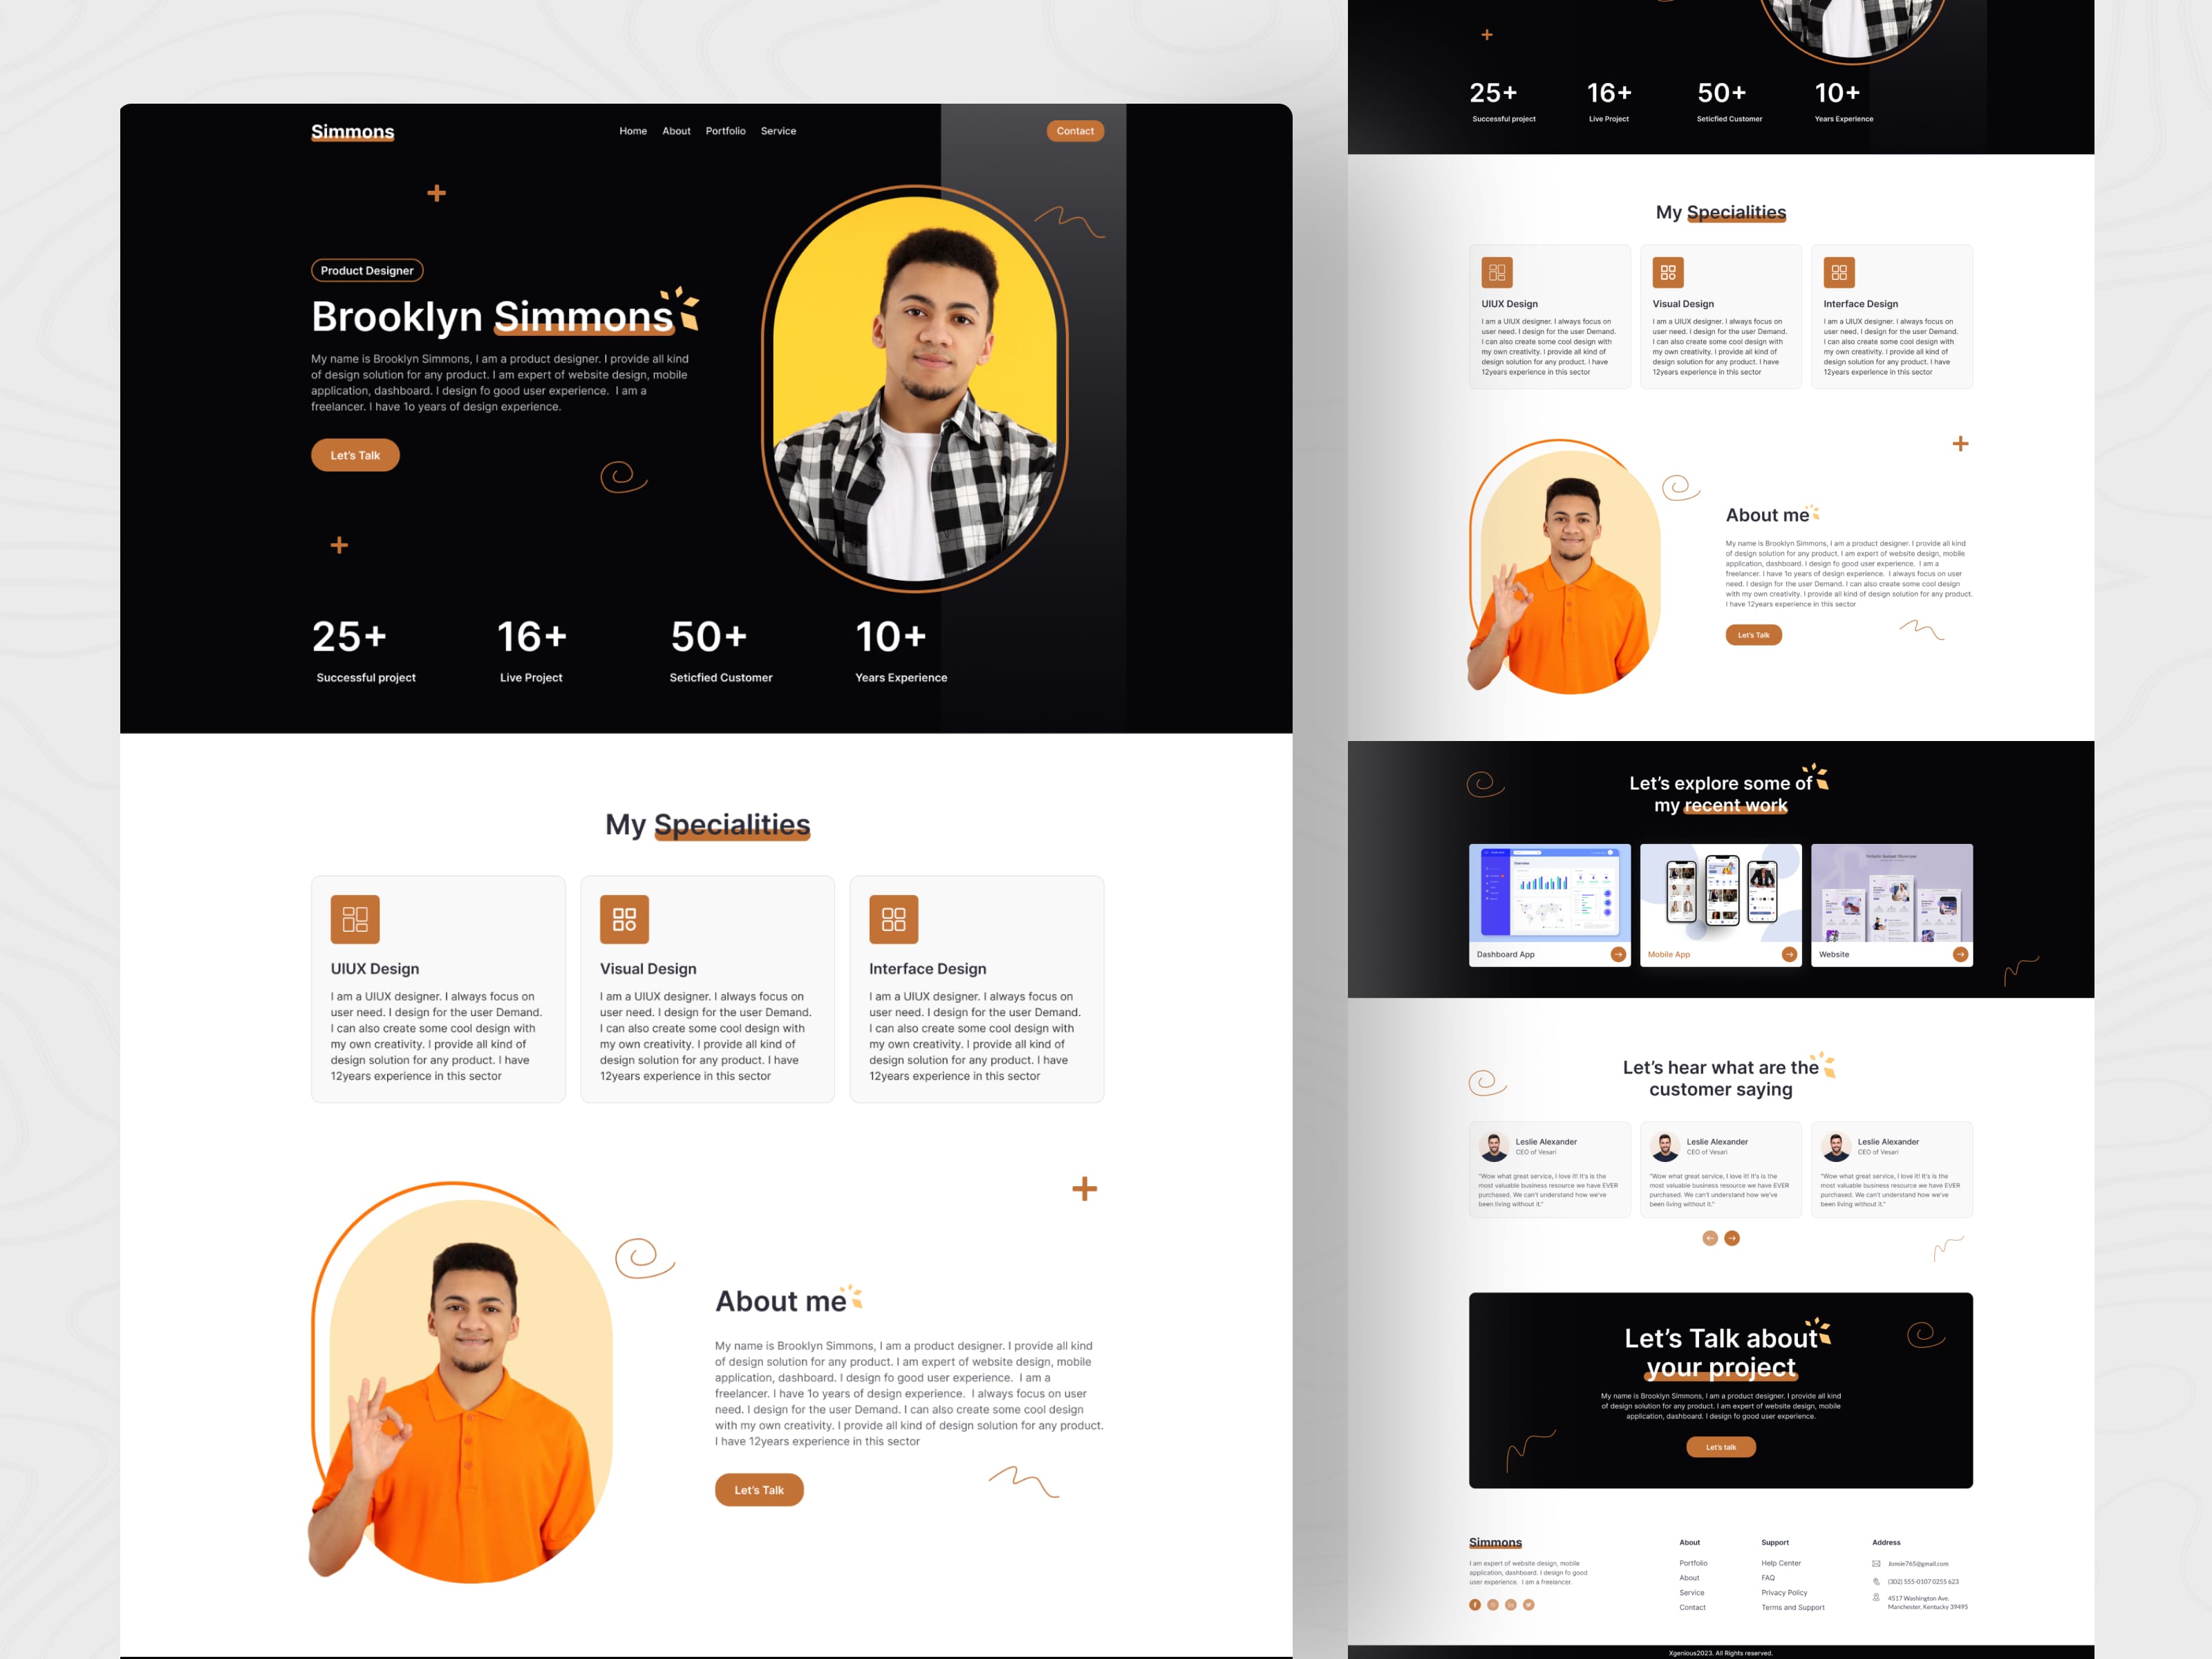 Simmons
Home About Portfolio Service
Contact
Product Designer
Brooklyn Simmons
My name is Brooklyn Simmons, I am a product designer. I provide all kind
of design solution for any product. I am expert of website design, mobile
application, dashboard. I design fo good user experience. I am a
freelancer. I have 1o years of design experience.
Let's Talk
25+ 16+ 50+ 10+
Successful project Live Project Seticfied Customer Years Experience
My Specialities
UIUX Design
I am a UIUX designer. I always focus on
user need. I design for the user Demand.
I can also create some cool design with
my own creativity. I provide all kind of
design solution for any product. I have
12years experience in this sector
Visual Design
I am a UIUX designer. I always focus on
user need. I design for the user Demand.
I can also create some cool design with
my own creativity. I provide all kind of
design solution for any product. I have
12years experience in this sector
Interface Design
I am a UIUX designer. I always focus on
user need. I design for the user Demand.
I can also create some cool design with
my own creativity. I provide all kind of
design solution for any product. I have
12years experience in this sector
About me
My name is Brooklyn Simmons, I am a product designer. I provide all kind
of design solution for any product. I am expert of website design, mobile
application, dashboard. I design fo good user experience. I am a
freelancer. I have 1o years of design experience. I always focus on user
need. I design for the user Demand. I can also create some cool design
with my own creativity. I provide all kind of design solution for any product.
I have 12years experience in this sector
Let's Talk
25+ 16+ 50+ 10+
Successful project Live Project Seticfied Customer Years Experience
My Specialities
UIUX Design
I am a UIUX designer. I always focus on
user need. I design for the user Demand.
I can also create some cool design with
my own creativity. I provide all kind of
design solution for any product. I have
12years experience in this sector
Visual Design
I am a UIUX designer. I always focus on
user need. I design for the user Demand.
I can also create some cool design with
my own creativity. I provide all kind of
design solution for any product. I have
12years experience in this sector
Interface Design
I am a UIUX designer. I always focus on
user need. I design for the user Demand.
I can also create some cool design with
my own creativity. I provide all kind of
design solution for any product. I have
12years experience in this sector
About me
My name is Brooklyn Simmons, I am a product designer. I provide all kind
of design solution for any product. I am expert of website design, mobile
application, dashboard. I design fo good user experience. I am a
freelancer. I have 1o years of design experience. I always focus on user
need. I design for the user Demand. I can also create some cool design
with my own creativity. I provide all kind of design solution for any product.
I have 12years experience in this sector
Let's Talk
Let's explore some of
my recent work
Dashboard App
Mobile App
Website
Let's hear what are the
customer saying
Leslie Alexander
CEO of Vesari
"Wow what great service, I love it! It's is the
most valuable business resource we have EVER
purchased. We can't understand how we've
been living without it."
Leslie Alexander
CEO of Vesari
"Wow what great service, I love it! It's is the
most valuable business resource we have EVER
purchased. We can't understand how we've
been living without it."
Leslie Alexander
CEO of Vesari
"Wow what great service, I love it! It's is the
most valuable business resource we have EVER
purchased. We can't understand how we've
been living without it."
Let's Talk about
your project
My name is Brooklyn Simmons, I am a product designer. I provide all kind
of design solution for any product. I am expert of website design, mobile
application, dashboard. I design fo good user experience.
Let's talk
Simmons
I am expert of website design, mobile
application, dashboard. I design fo good
user experience. I am a freelancer.
About
Portfolio
About
Service
Contact
Support
Help Center
FAQ
Privacy Policy
Terms and Support
Address
Jonsie765@gmail.com
(302) 555-0107 0255 623
4517 Washington Ave.
Manchester, Kentucky 39495
Xgenious2023. All Rights reserved.